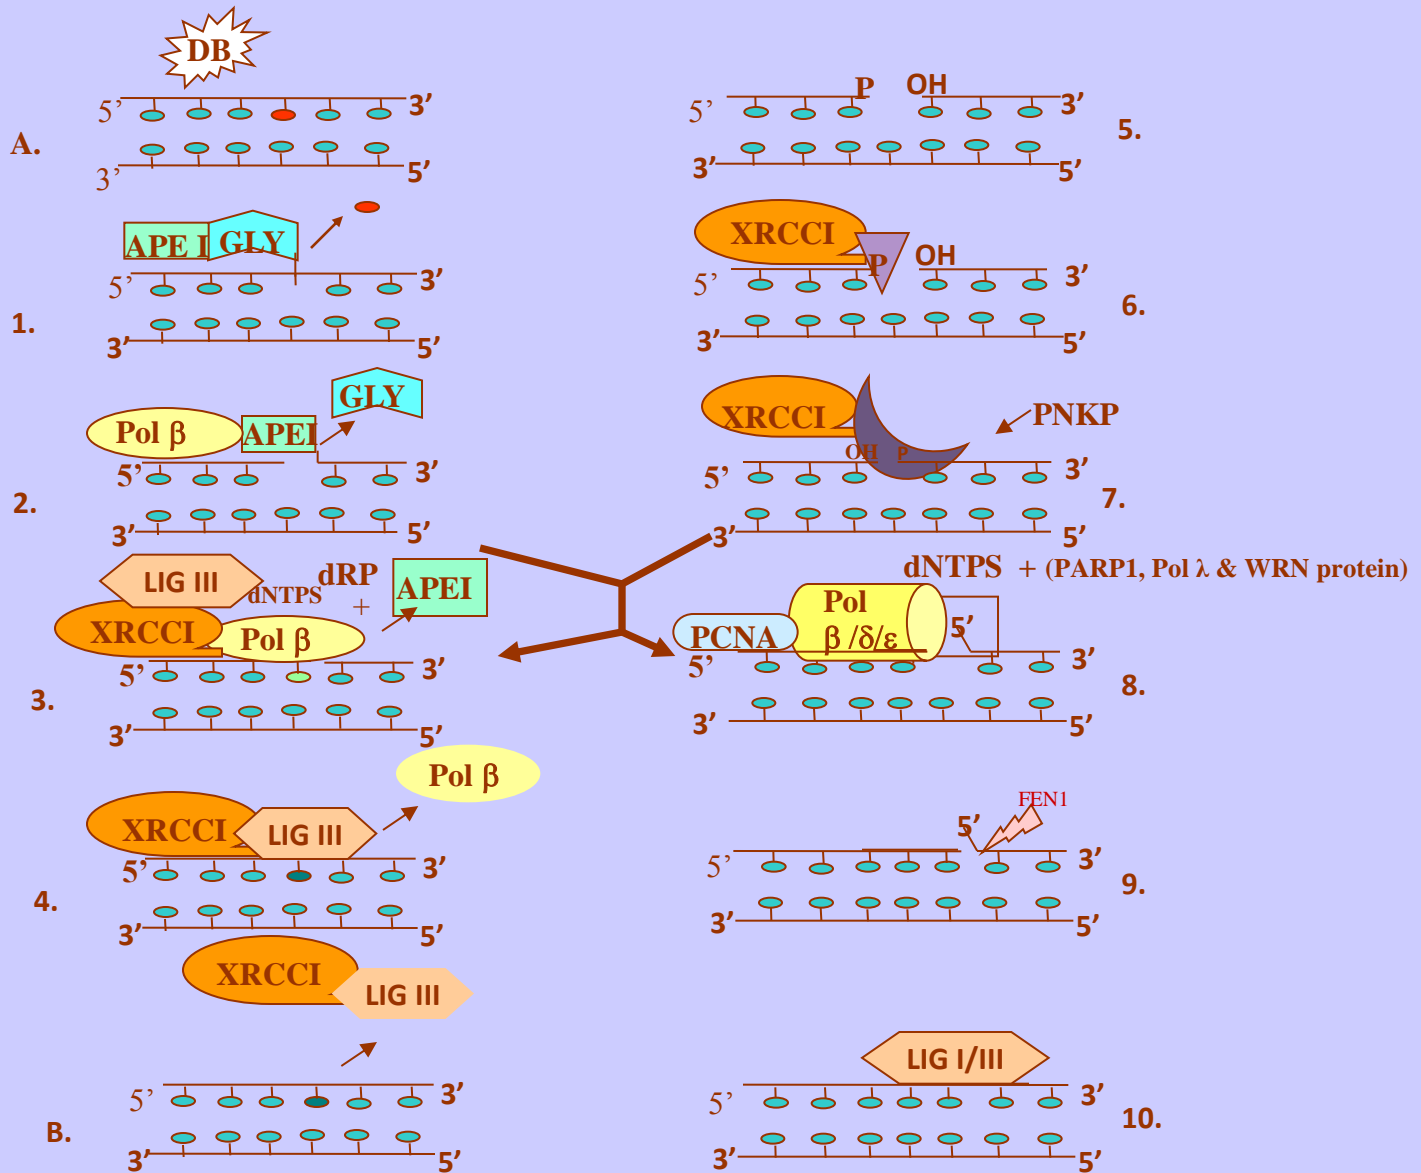 DB
5’ 3’
A.
3’ 5’
APE I GLY
5’ 3’
1.
3’ 5’
GLY
Pol β APEI
5’ 3’
2.
3’ 5’
LIG III dNTPS dRP + APEI
XRCCI Pol β
5’ 3’
3.
3’ 5’
Pol β
XRCCI LIG III
5’ 3’
4.
3’ 5’
XRCCI LIG III
5’ 3’
B.
3’ 5’
P OH
5’ 3’
5.
3’ 5’
XRCCI P OH
5’ 3’
6.
3’ 5’
XRCCI PNKP
OH P
5’ 3’
7.
3’ 5’
dNTPS + (PARP1, Pol λ & WRN protein)
Pol
PCNA β /δ/ε 5’
5’ 3’
8.
3’ 5’
FEN1
5’
5’ 3’
9.
3’ 5’
LIG I/III
5’ 3’
10.
3’ 5’